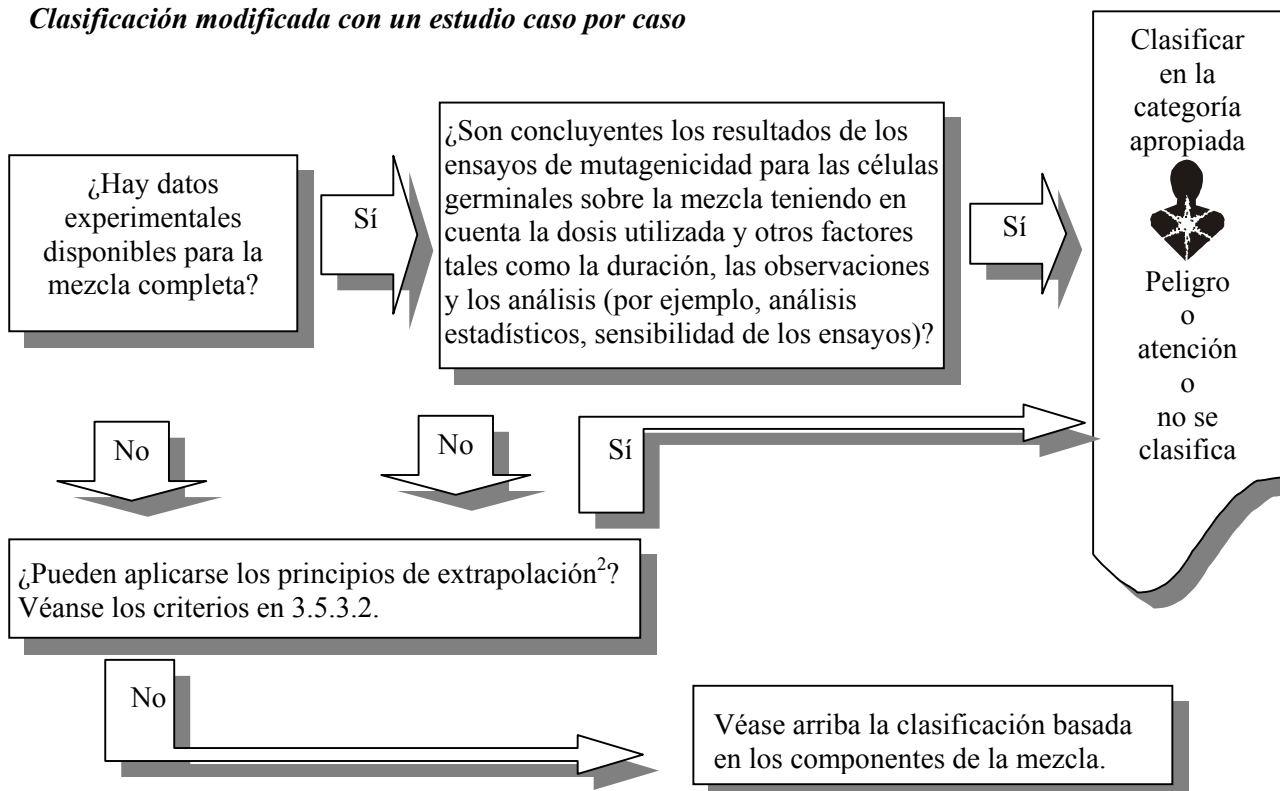 Clasificación modificada con un estudio caso por caso
¿Hay datos
experimentales
disponibles para la
mezcla completa?
Sí
¿Son concluyentes los resultados de los
ensayos de mutagenicidad para las células
germinales sobre la mezcla teniendo en
cuenta la dosis utilizada y otros factores
tales como la duración, las observaciones
y los análisis (por ejemplo, análisis
estadísticos, sensibilidad de los ensayos)?
Sí
Clasificar
en la
categoría
apropiada
Peligro
o
atención
o
no se
clasifica
No
No
Sí
¿Pueden aplicarse los principios de extrapolación²?
Véanse los criterios en 3.5.3.2.
No
Véase arriba la clasificación basada
en los componentes de la mezcla.